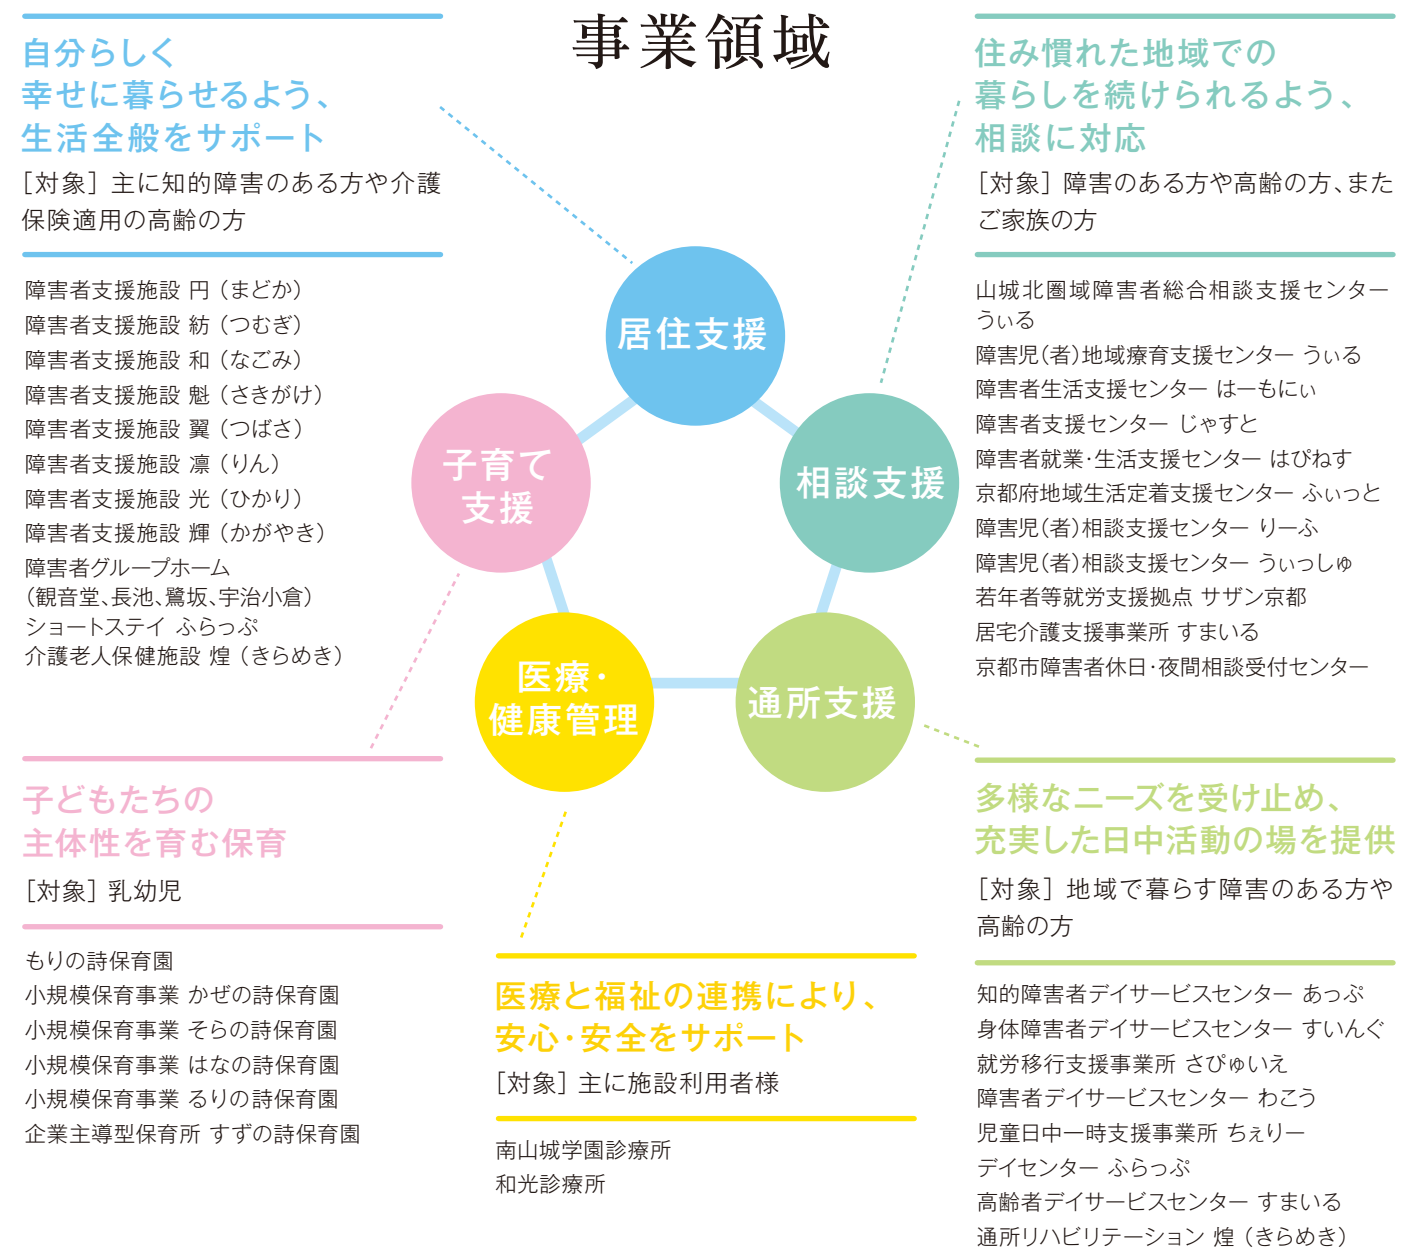 事業領域
自分らしく
幸せに暮らせるよう、
生活全般をサポート
［対象］主に知的障害のある方や介護
保険適用の高齢の方
障害者支援施設 円（まどか）
障害者支援施設 紡（つむぎ）
障害者支援施設 和（なごみ）
障害者支援施設 魁（さきがけ）
障害者支援施設 翼（つばさ）
障害者支援施設 凛（りん）
障害者支援施設 光（ひかり）
障害者支援施設 輝（かがやき）
障害者グループホーム
（観音堂、長池、鷺坂、宇治小倉）
ショートステイ ふらっぷ
介護老人保健施設 煌（きらめき）
住み慣れた地域での
暮らしを続けられるよう、
相談に対応
［対象］障害のある方や高齢の方、また
ご家族の方
山城北圏域障害者総合相談支援センター
うぃる
障害児（者）地域療育支援センター うぃる
障害者生活支援センター はーもにぃ
障害者支援センター じゃすと
障害者就業・生活支援センター はぴねす
京都府地域生活定着支援センター ふぃっと
障害児（者）相談支援センター りーふ
障害児（者）相談支援センター うぃっしゅ
若年者等就労支援拠点 サザン京都
居宅介護支援事業所 すまいる
京都市障害者休日・夜間相談受付センター
居住支援
子育て
支援
相談支援
医療・
健康管理
通所支援
子どもたちの
主体性を育む保育
［対象］乳幼児
もりの詩保育園
小規模保育事業 かぜの詩保育園
小規模保育事業 そらの詩保育園
小規模保育事業 はなの詩保育園
小規模保育事業 るりの詩保育園
企業主導型保育所 すずの詩保育園
医療と福祉の連携により、
安心・安全をサポート
［対象］主に施設利用者様
南山城学園診療所
和光診療所
多様なニーズを受け止め、
充実した日中活動の場を提供
［対象］地域で暮らす障害のある方や
高齢の方
知的障害者デイサービスセンター あっぷ
身体障害者デイサービスセンター すいんぐ
就労移行支援事業所 さぴゅいえ
障害者デイサービスセンター わこう
児童日中一時支援事業所 ちぇりー
デイセンター ふらっぷ
高齢者デイサービスセンター すまいる
通所リハビリテーション 煌（きらめき）